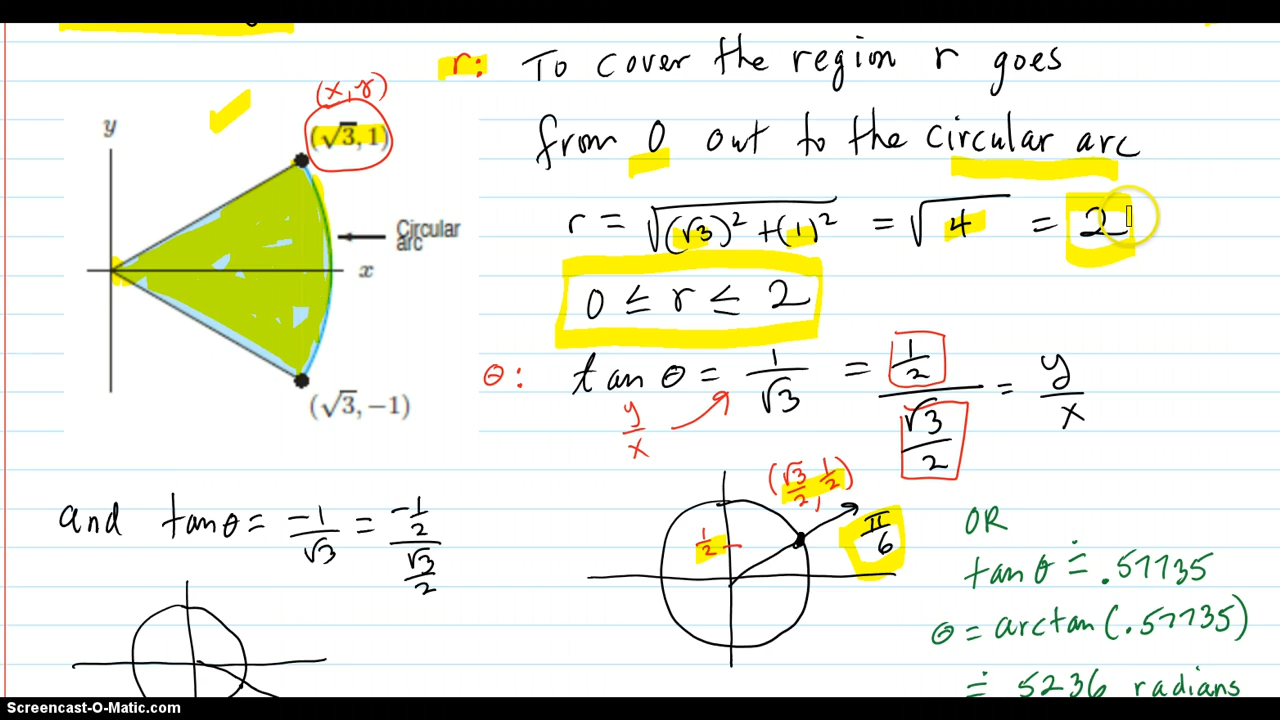 r: To cover the region r goes
from 0 out to the circular arc
r = √((√3)² + (1)²) = √4 = 2
0 ≤ r ≤ 2
(x, r)
(√3, 1)
y
Circular
arc
x
(√3, −1)
θ: tan θ = 1/√3 = (1/2)/(√3/2) = y/x
y/x
(√3/2, 1/2)
1/2
π/6
and tan θ = −1/√3 = (−1/2)/(√3/2)
OR
tan θ ≐ .57735
θ = arctan(.57735)
≐ .5236 radians
Screencast-O-Matic.com